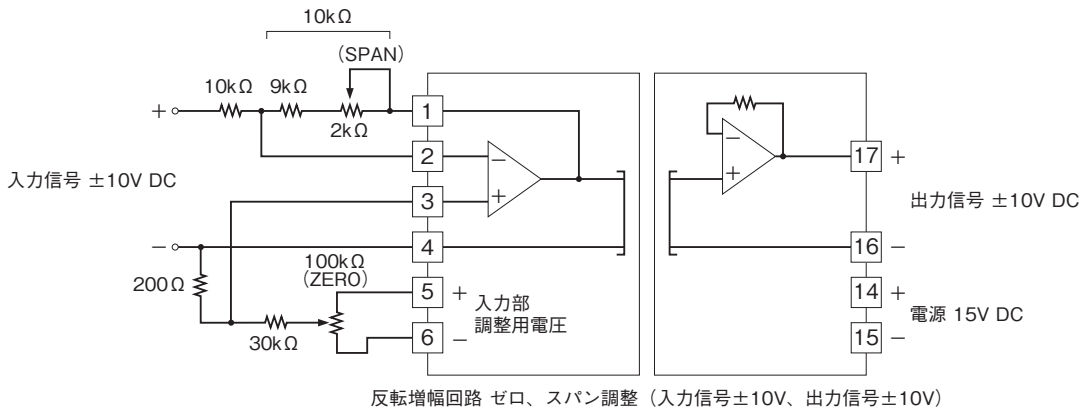 10kΩ
(SPAN)
10kΩ 9kΩ
2kΩ
+
1
2
3
4
5
6
入力信号 ±10V DC
−
+
−
200Ω
100kΩ
(ZERO)
30kΩ
+
−
入力部
調整用電圧
−
+
17 +
出力信号 ±10V DC
16 −
14 +
電源 15V DC
15 −
反転増幅回路 ゼロ、スパン調整（入力信号±10V、出力信号±10V）